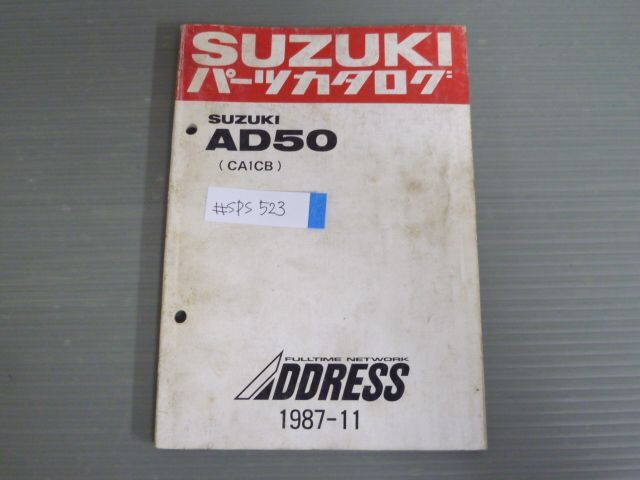 SUZUKI
パーツカタログ
SUZUKI
AD50
(CA1CB)
#SPS 523
FULLTIME NETWORK
ADDRESS
1987-11